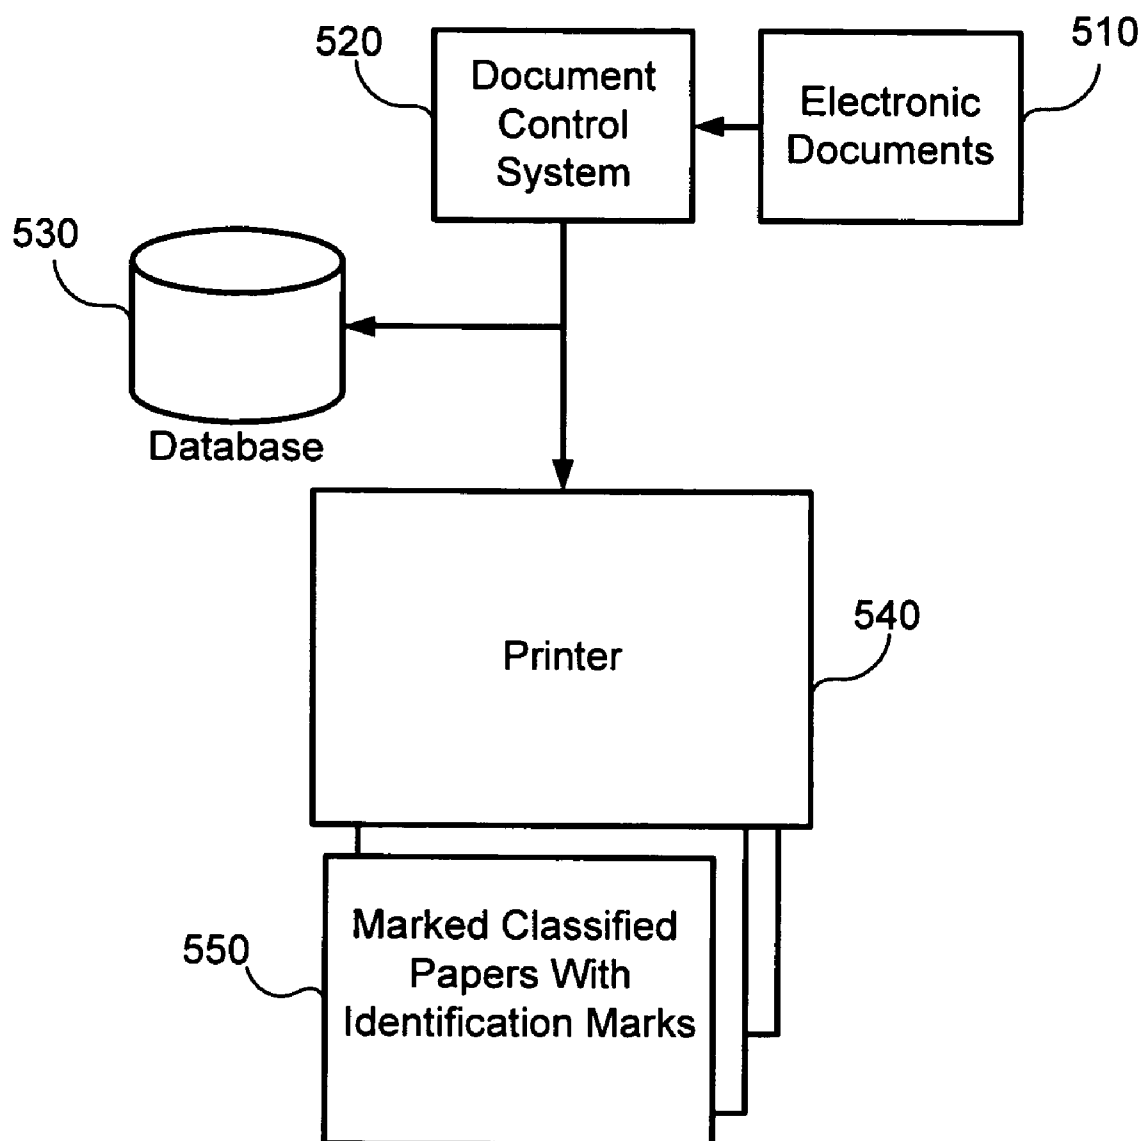 520
Document
Control
System
510
Electronic
Documents
530
Database
Printer
540
550
Marked Classified
Papers With
Identification Marks